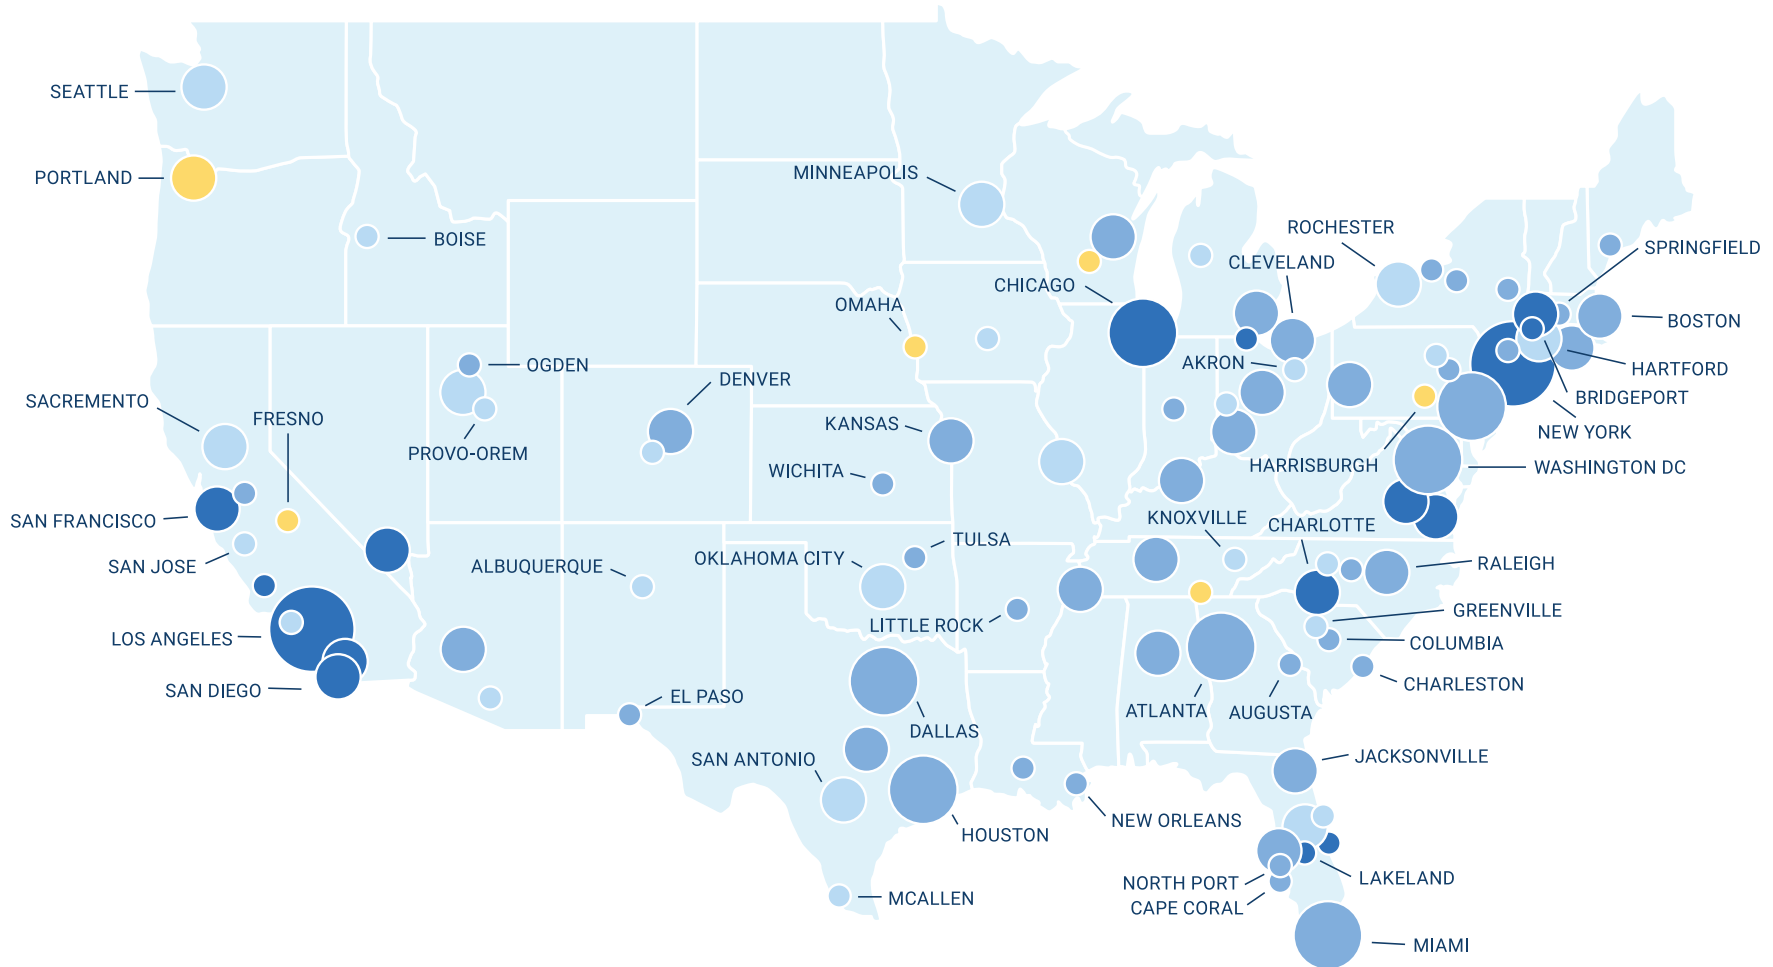 SEATTLE
PORTLAND
MINNEAPOLIS
BOISE
ROCHESTER
SPRINGFIELD
CLEVELAND
CHICAGO
OMAHA
BOSTON
AKRON
OGDEN
HARTFORD
DENVER
BRIDGEPORT
SACREMENTO
FRESNO
KANSAS
NEW YORK
PROVO-OREM
HARRISBURGH
WASHINGTON DC
WICHITA
SAN FRANCISCO
KNOXVILLE
CHARLOTTE
TULSA
OKLAHOMA CITY
SAN JOSE
ALBUQUERQUE
RALEIGH
GREENVILLE
LITTLE ROCK
LOS ANGELES
COLUMBIA
CHARLESTON
SAN DIEGO
EL PASO
ATLANTA
AUGUSTA
DALLAS
JACKSONVILLE
SAN ANTONIO
NEW ORLEANS
HOUSTON
LAKELAND
NORTH PORT
MCALLEN
CAPE CORAL
MIAMI